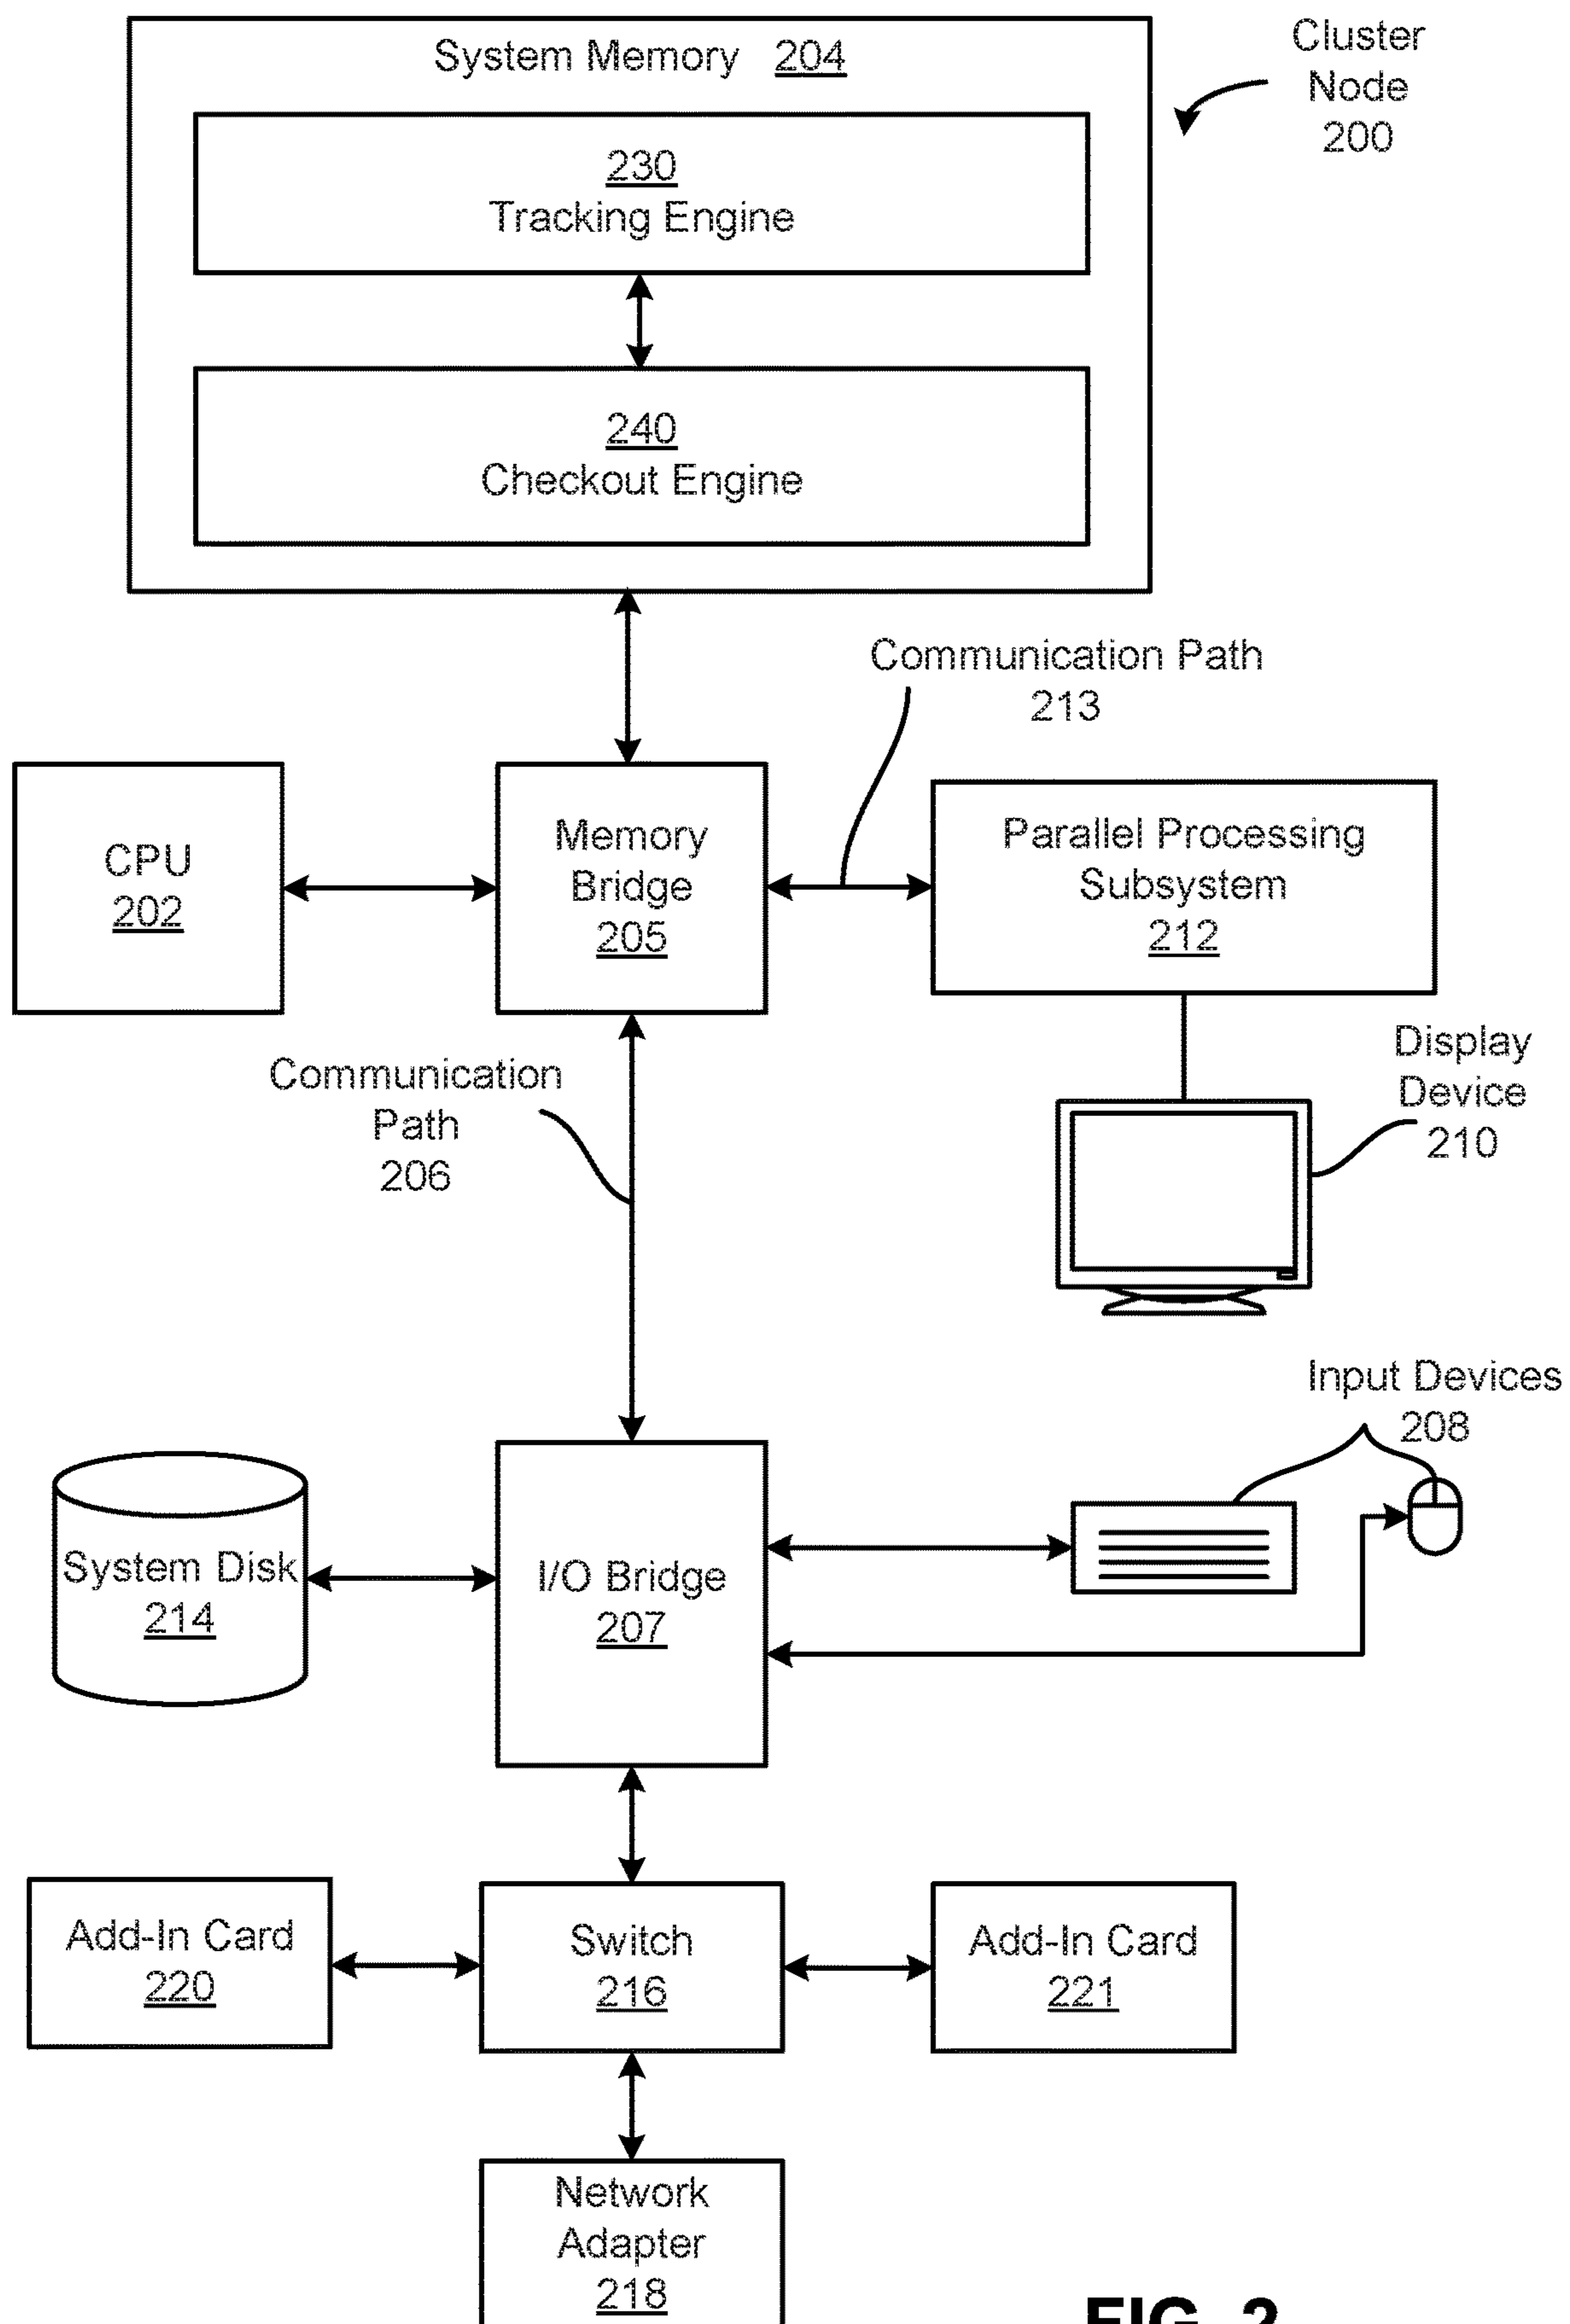 System Memory 204
Cluster
Node
200
230
Tracking Engine
240
Checkout Engine
Communication Path
213
CPU
202
Memory
Bridge
205
Parallel Processing
Subsystem
212
Communication
Path
206
Display
Device
210
Input Devices
208
System Disk
214
I/O Bridge
207
Add-In Card
220
Switch
216
Add-In Card
221
Network
Adapter
218
FIG. 2